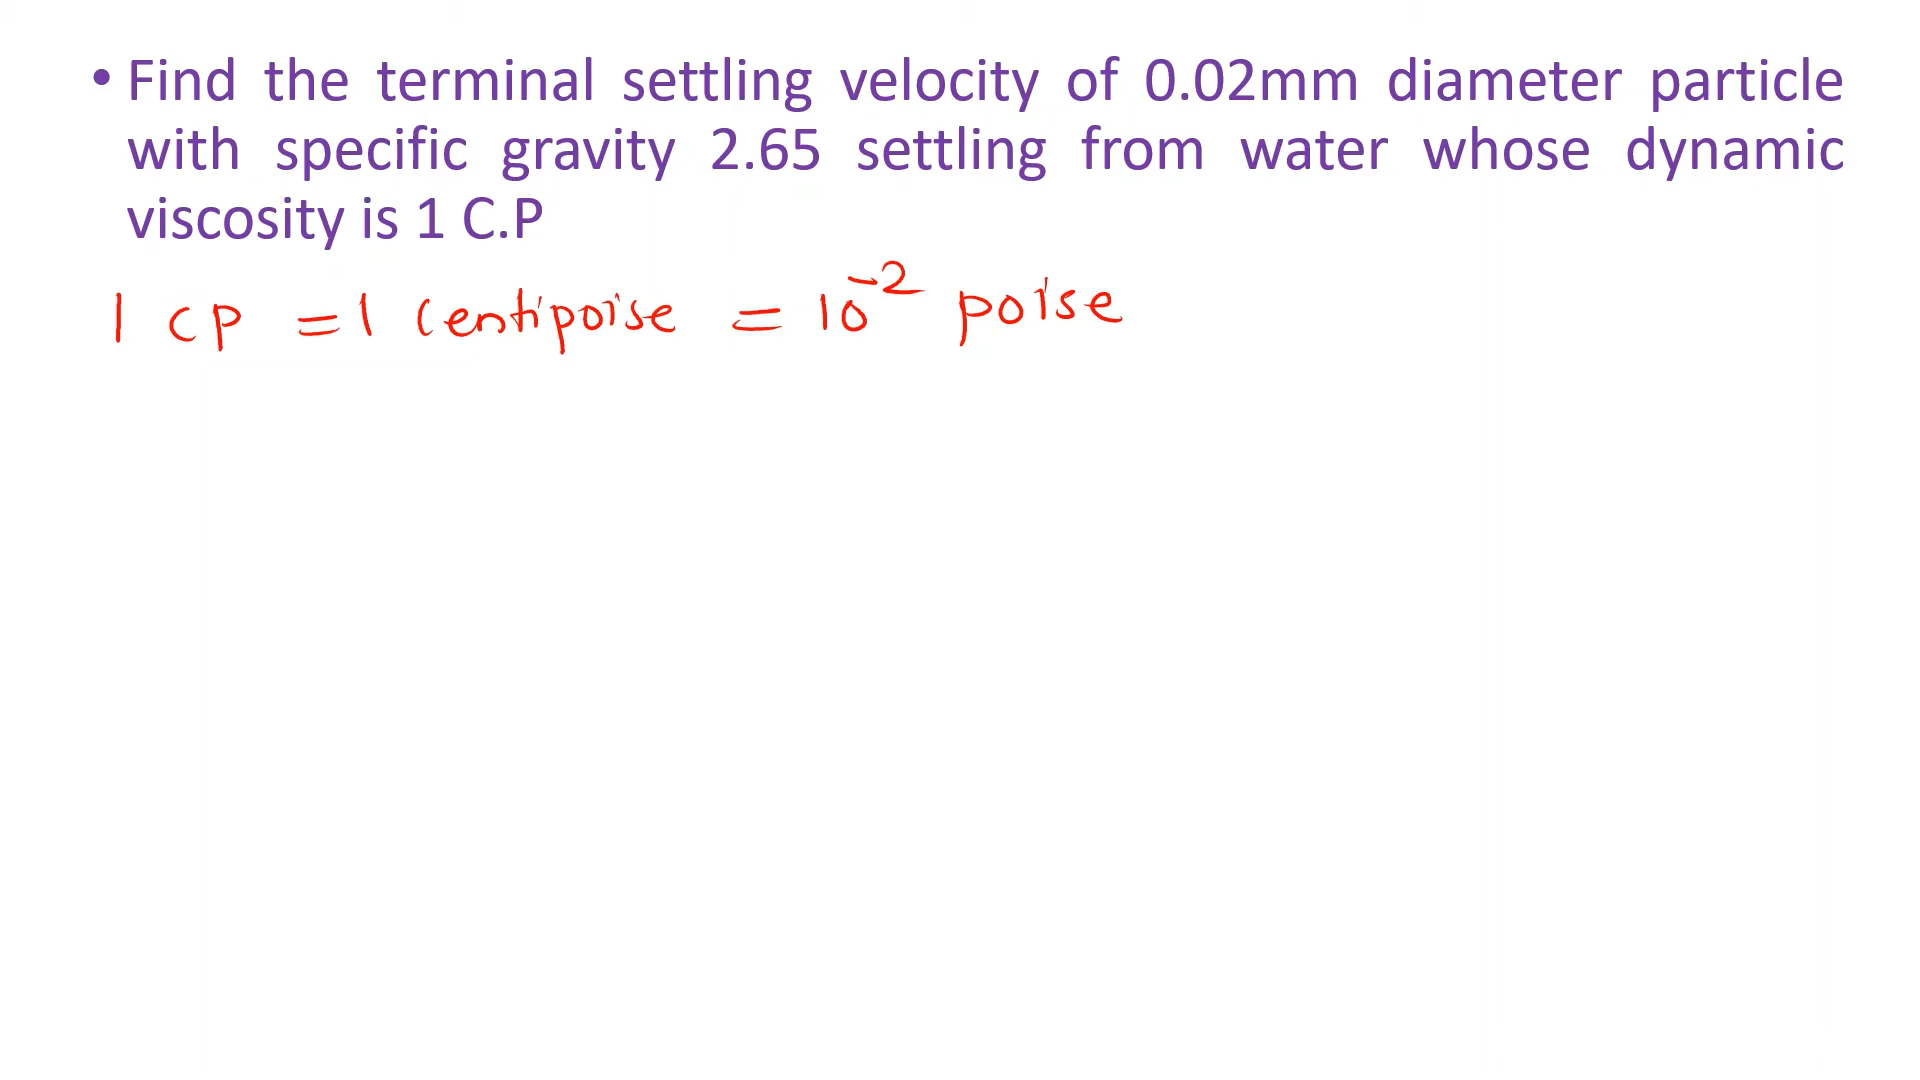 • Find the terminal settling velocity of 0.02mm diameter particle
with specific gravity 2.65 settling from water whose dynamic
viscosity is 1 C.P
1 cp = 1 centipoise = 10⁻² poise